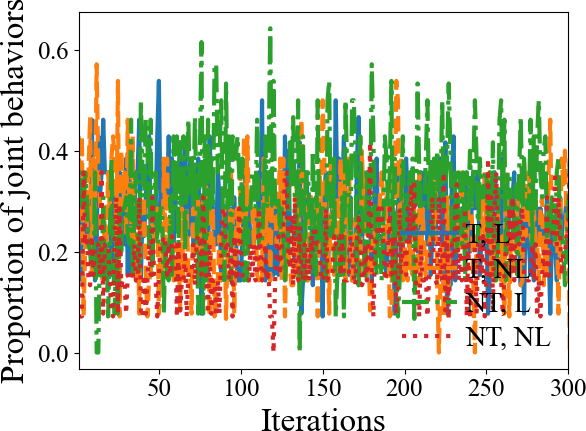 Proportion of joint behaviors
0.6
0.4
0.2
0.0
T, L
T, NL
NT, L
NT, NL
50
100
150
200
250
300
Iterations